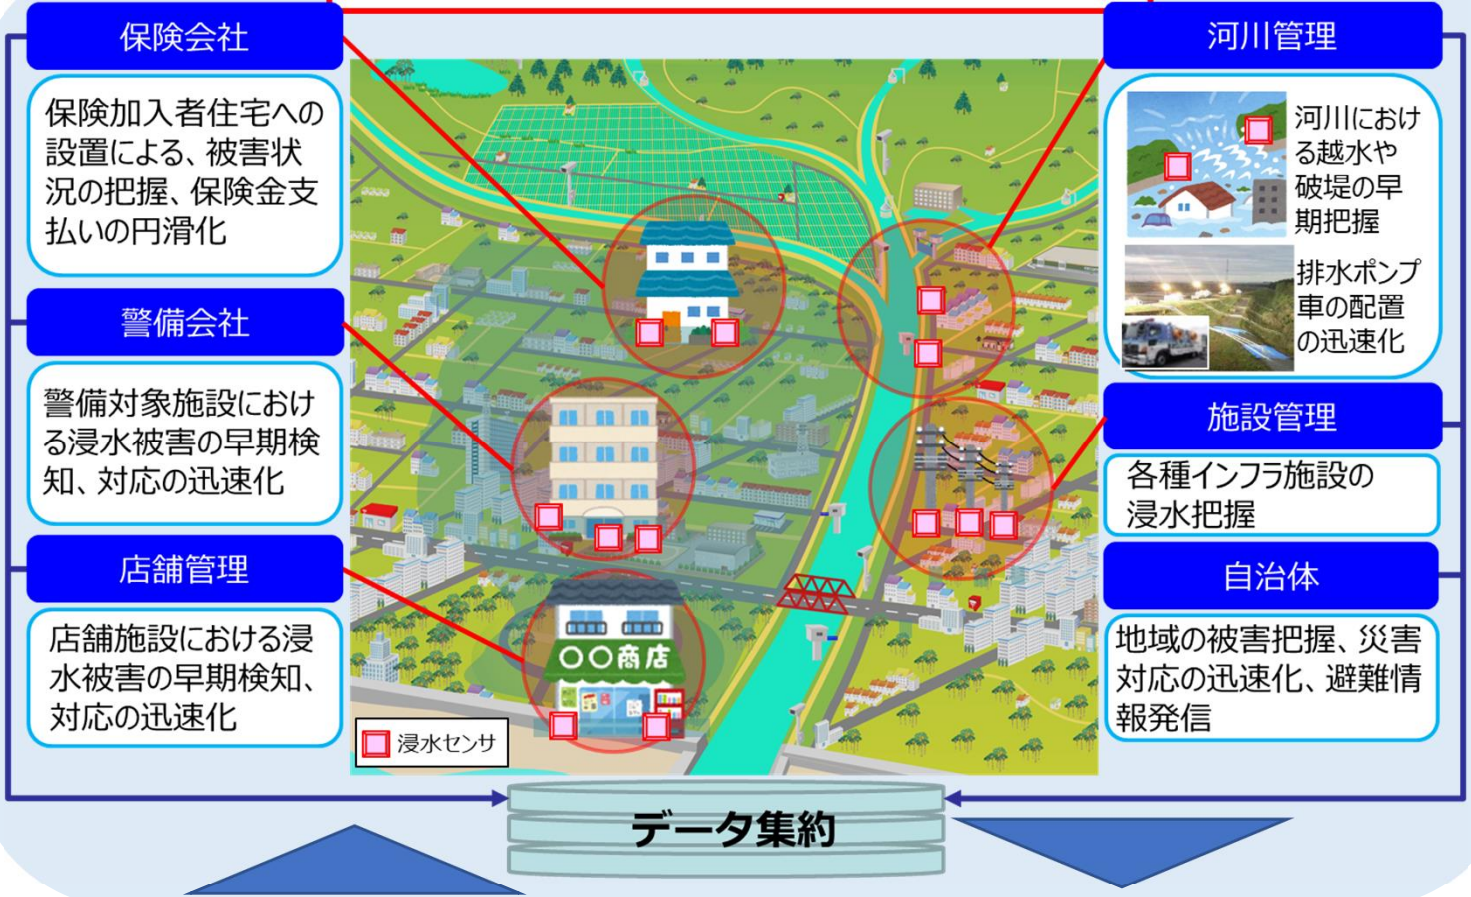 保険会社
保険加入者住宅への
設置による、被害状
況の把握、保険金支
払いの円滑化
警備会社
警備対象施設におけ
る浸水被害の早期検
知、対応の迅速化
店舗管理
店舗施設における浸
水被害の早期検知、
対応の迅速化
〇〇商店
浸水センサ
河川管理
河川におけ
る越水や
破堤の早
期把握
排水ポンプ
車の配置
の迅速化
施設管理
各種インフラ施設の
浸水把握
自治体
地域の被害把握、災害
対応の迅速化、避難情
報発信
データ集約